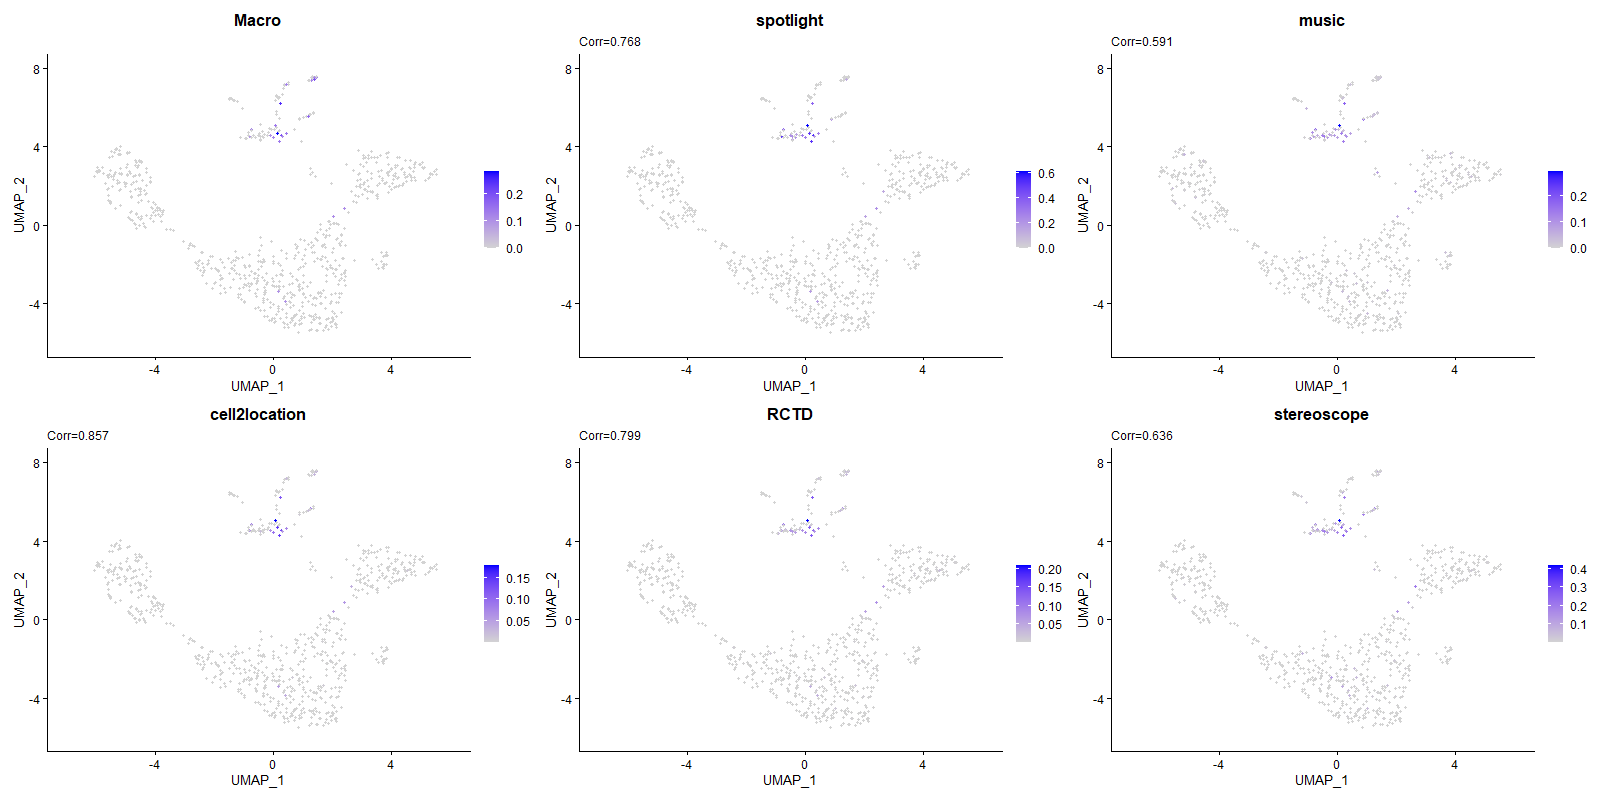 Macro
8
4
0
-4
-4
0
4
UMAP_1
UMAP_2
0.2
0.1
0.0
spotlight
Corr=0.768
8
4
0
-4
-4
0
4
UMAP_1
UMAP_2
0.6
0.4
0.2
0.0
music
Corr=0.591
8
4
0
-4
-4
0
4
UMAP_1
UMAP_2
0.2
0.1
0.0
cell2location
Corr=0.857
8
4
0
-4
-4
0
4
UMAP_1
UMAP_2
0.15
0.10
0.05
RCTD
Corr=0.799
8
4
0
-4
-4
0
4
UMAP_1
UMAP_2
0.20
0.15
0.10
0.05
stereoscope
Corr=0.636
8
4
0
-4
-4
0
4
UMAP_1
UMAP_2
0.4
0.3
0.2
0.1